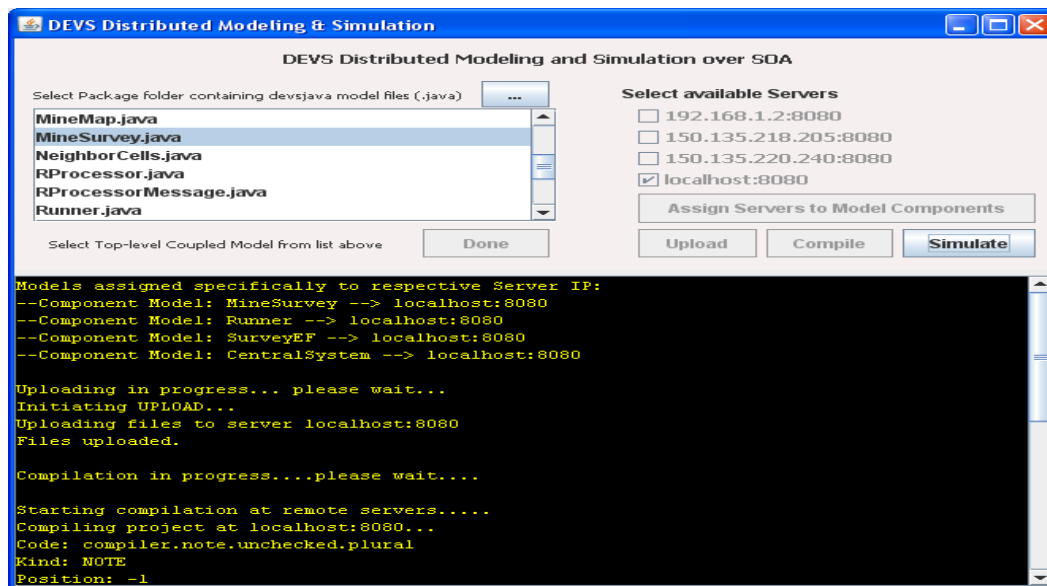 DEVS Distributed Modeling & Simulation
DEVS Distributed Modeling and Simulation over SOA
Select Package folder containing devsjava model files (.java)
...
MineMap.java
MineSurvey.java
NeighborCells.java
RProcessor.java
RProcessorMessage.java
Runner.java
Select Top-level Coupled Model from list above
Done
Select available Servers
192.168.1.2:8080
150.135.218.205:8080
150.135.220.240:8080
localhost:8080
Assign Servers to Model Components
Upload Compile Simulate
Models assigned specifically to respective Server IP:
--Component Model: MineSurvey --> localhost:8080
--Component Model: Runner --> localhost:8080
--Component Model: SurveyEF --> localhost:8080
--Component Model: CentralSystem --> localhost:8080
Uploading in progress... please wait...
Initiating UPLOAD...
Uploading files to server localhost:8080
Files uploaded.
Compilation in progress....please wait....
Starting compilation at remote servers.....
Compiling project at localhost:8080...
Code: compiler.note.unchecked.plural
Kind: NOTE
Position: -1